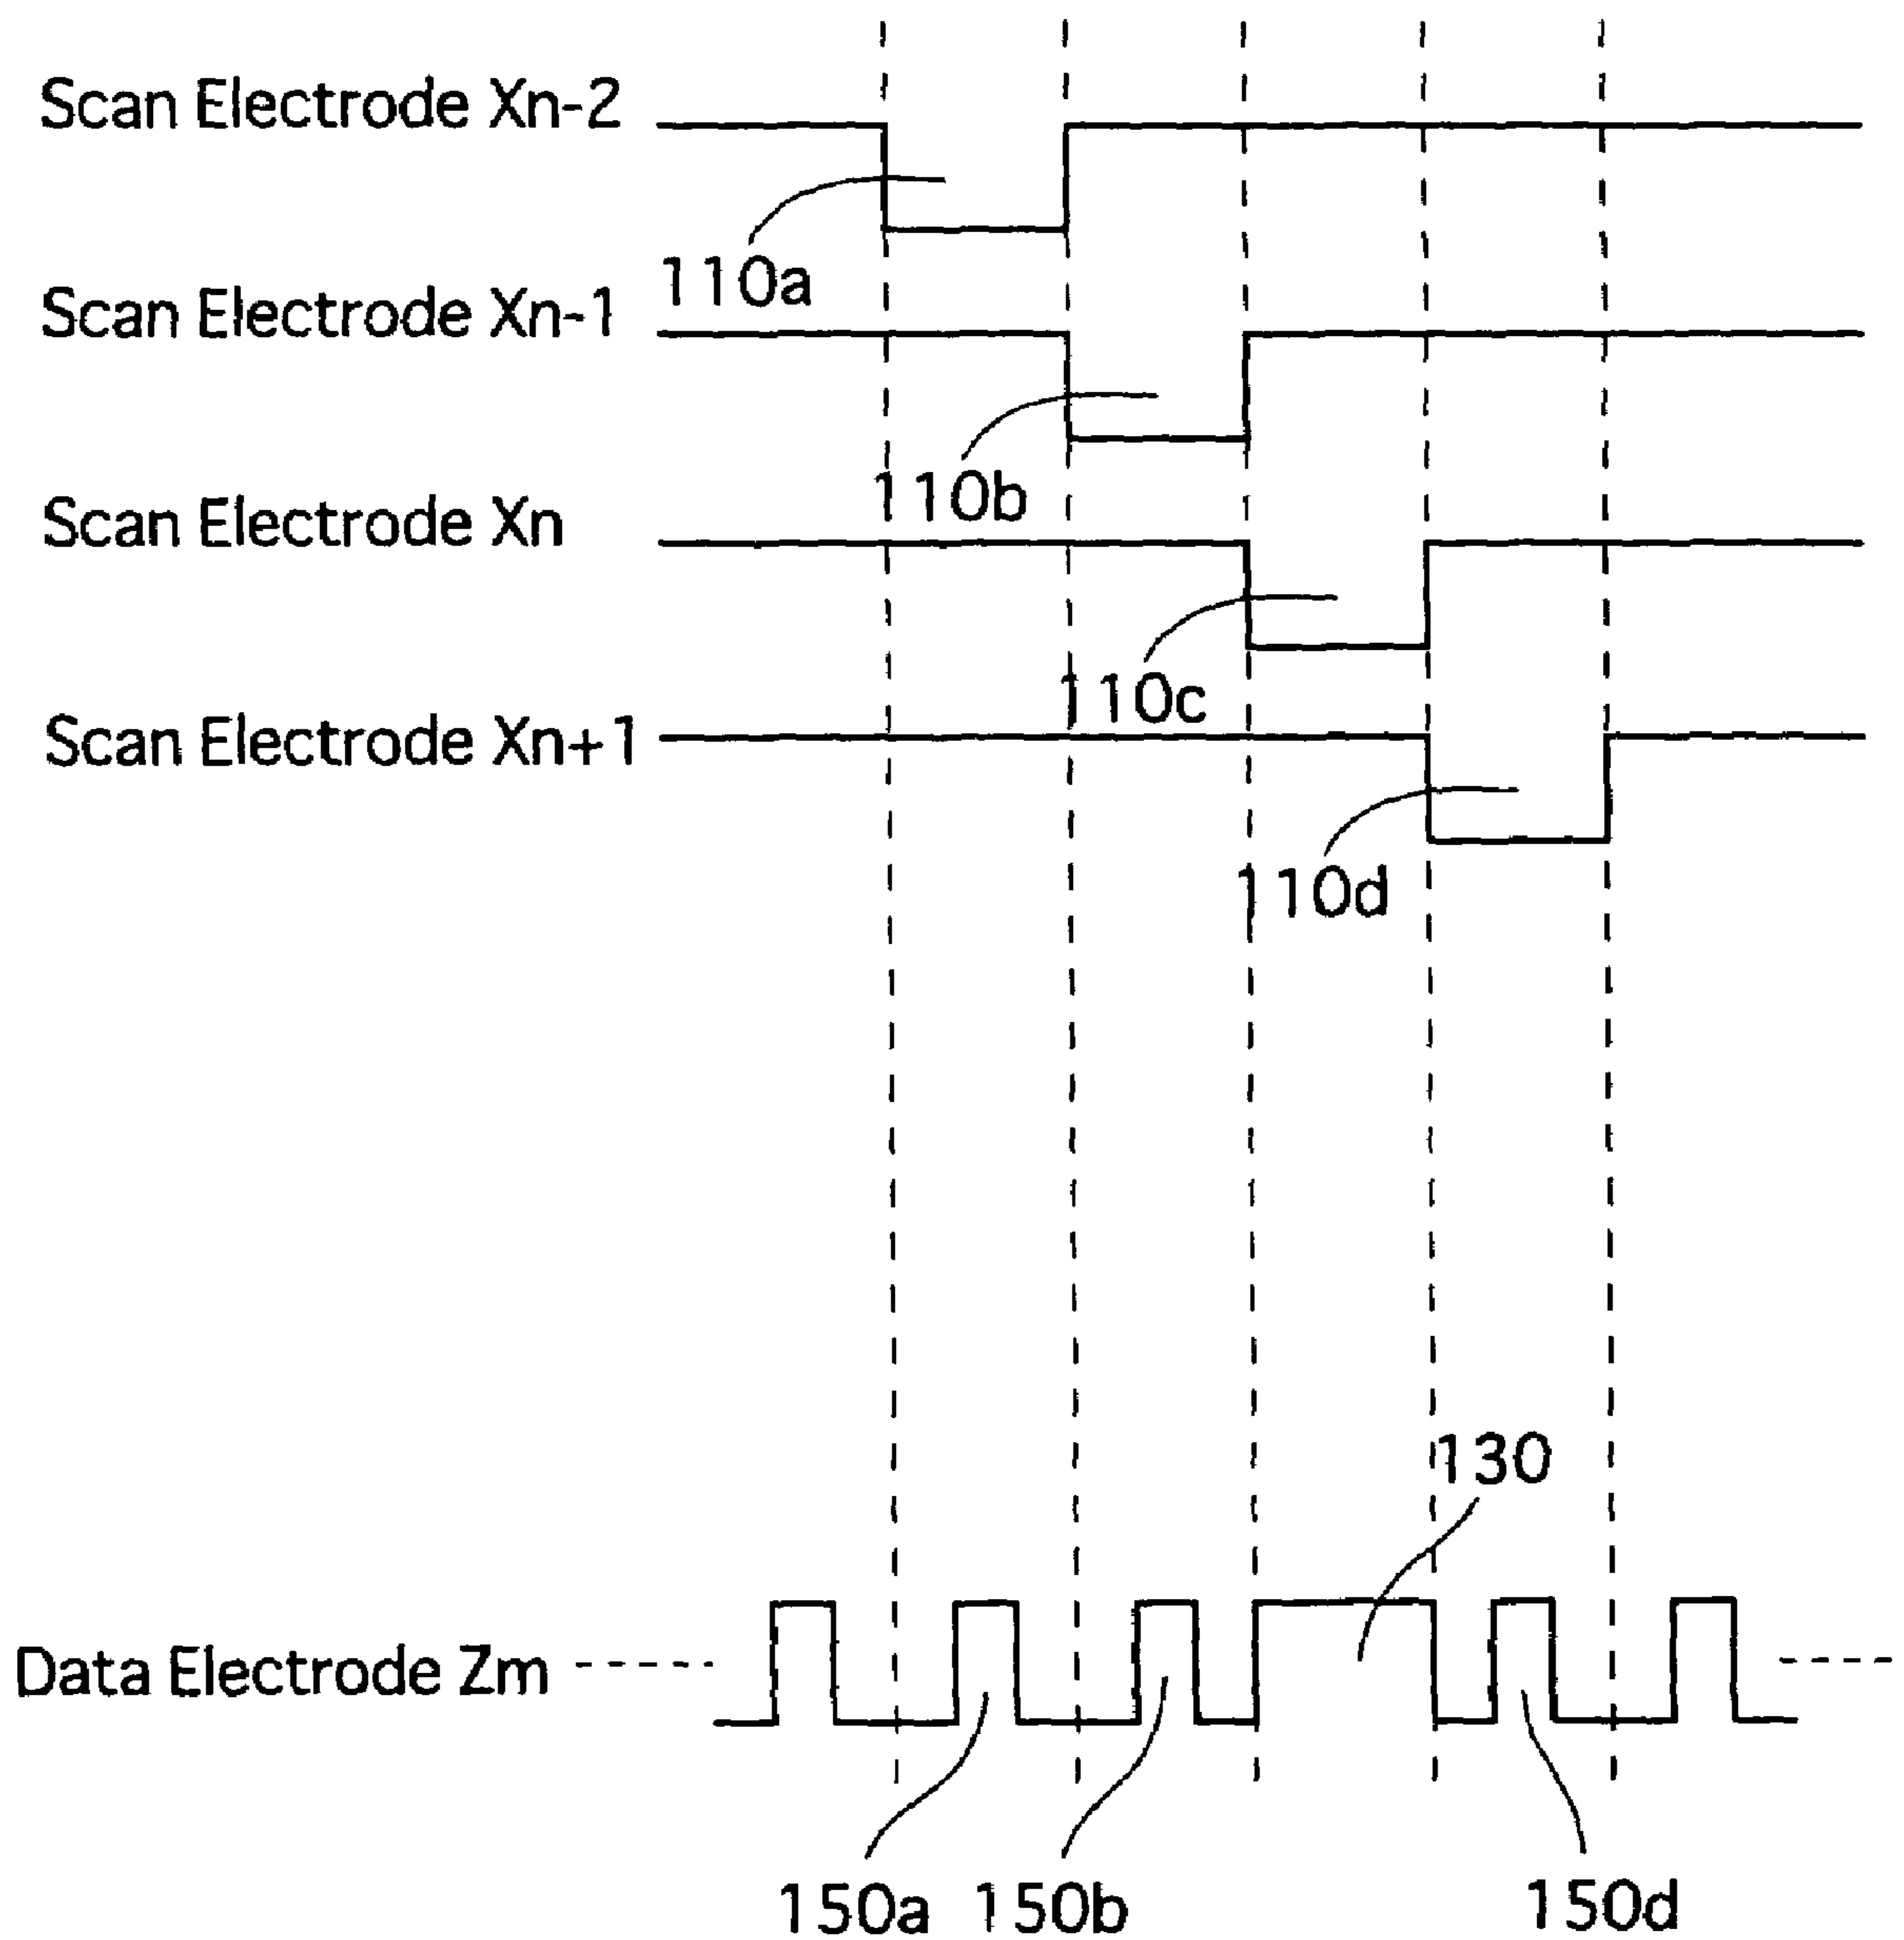 Scan Electrode Xn-2
110a
Scan Electrode Xn-1
110b
Scan Electrode Xn
110c
Scan Electrode Xn+1
110d
130
Data Electrode Zm
150a 150b 150d